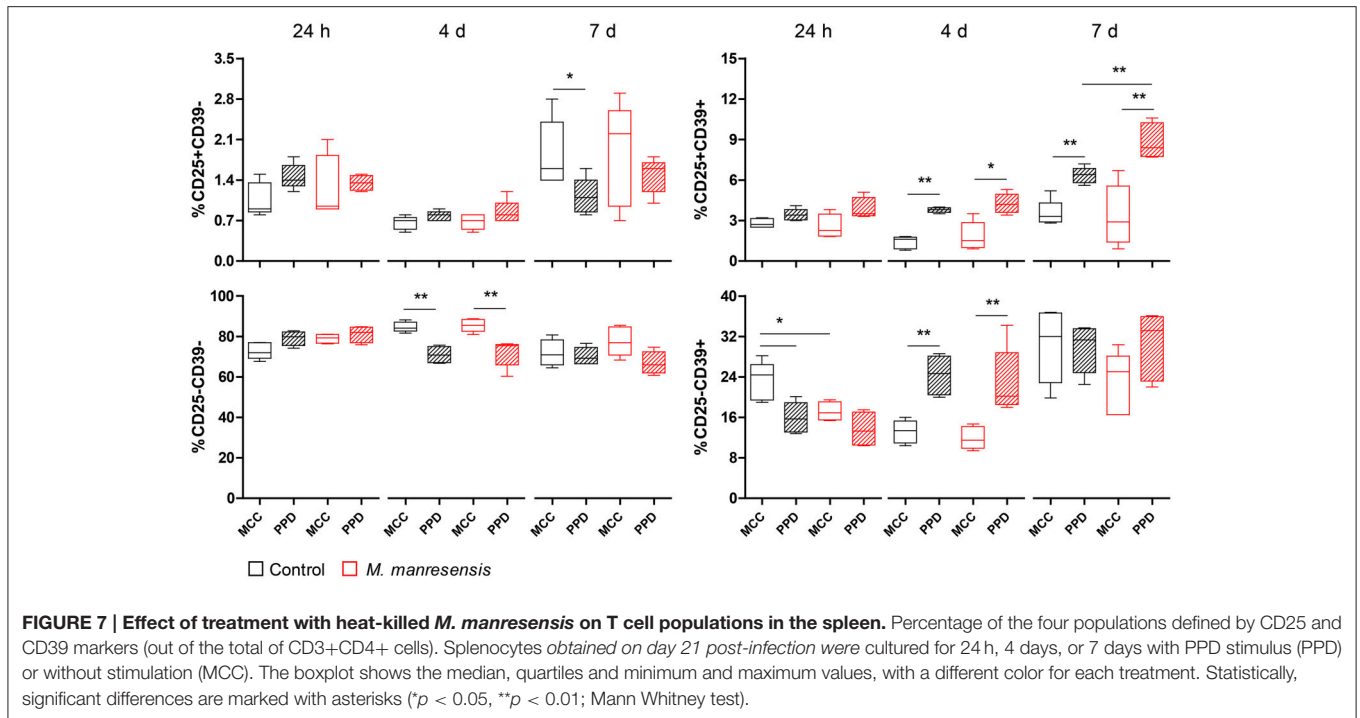 24 h 4 d 7 d
%CD25+CD39-
3.5
2.8
2.1
1.4
0.7
0.0
*
24 h 4 d 7 d
%CD25+CD39+
15
12
9
6
3
0
** * ** ** **
%CD25-CD39-
100
80
60
40
20
0
** **
MCC PPD MCC PPD MCC PPD MCC PPD MCC PPD MCC PPD
%CD25-CD39+
40
32
24
16
8
0
* ** **
MCC PPD MCC PPD MCC PPD MCC PPD MCC PPD MCC PPD
Control M. manresensis
FIGURE 7 | Effect of treatment with heat-killed M. manresensis on T cell populations in the spleen. Percentage of the four populations defined by CD25 and
CD39 markers (out of the total of CD3+CD4+ cells). Splenocytes obtained on day 21 post-infection were cultured for 24 h, 4 days, or 7 days with PPD stimulus (PPD)
or without stimulation (MCC). The boxplot shows the median, quartiles and minimum and maximum values, with a different color for each treatment. Statistically,
significant differences are marked with asterisks (*p < 0.05, **p < 0.01; Mann Whitney test).